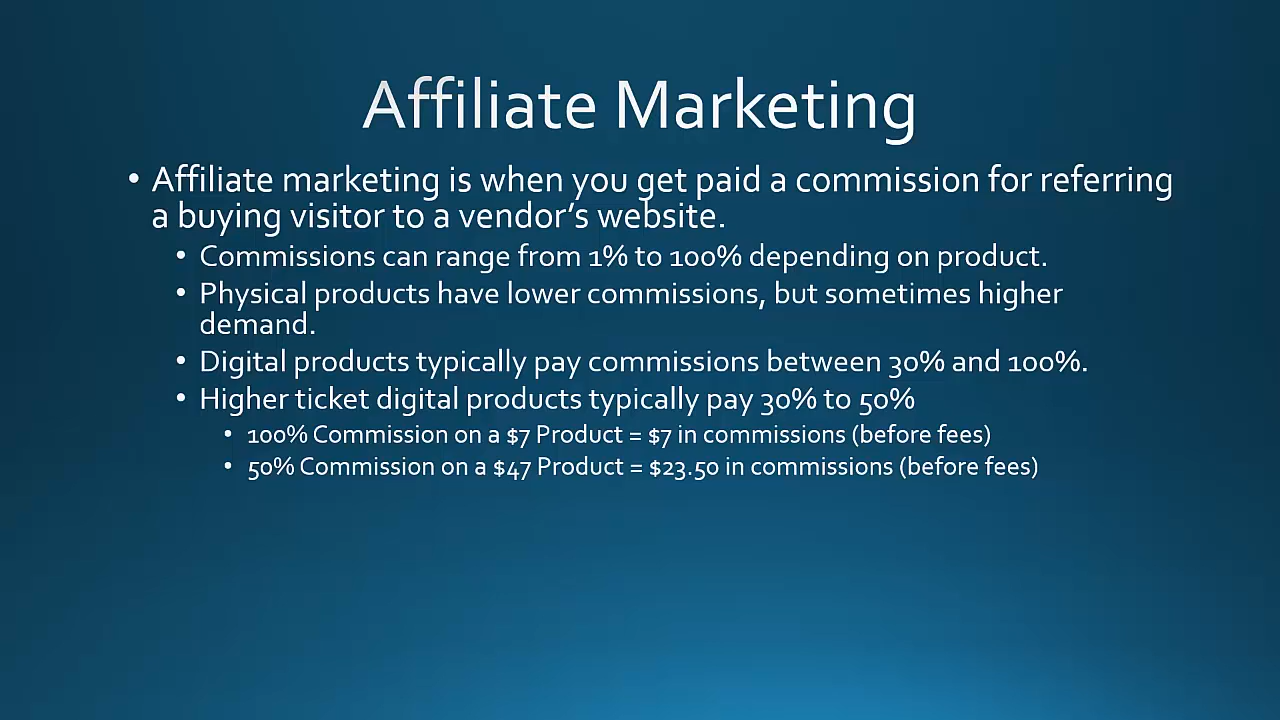 Affiliate Marketing
• Affiliate marketing is when you get paid a commission for referring
a buying visitor to a vendor’s website.
• Commissions can range from 1% to 100% depending on product.
• Physical products have lower commissions, but sometimes higher
demand.
• Digital products typically pay commissions between 30% and 100%.
• Higher ticket digital products typically pay 30% to 50%
• 100% Commission on a $7 Product = $7 in commissions (before fees)
• 50% Commission on a $47 Product = $23.50 in commissions (before fees)